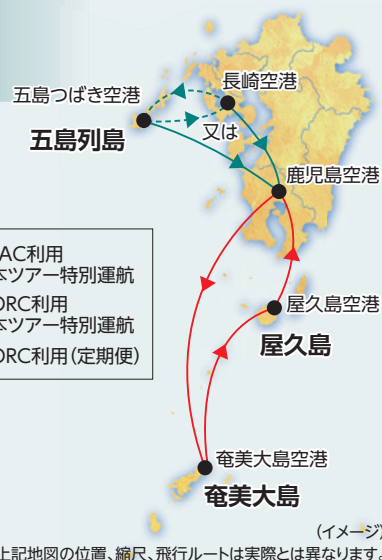 長崎空港
五島つばき空港
五島列島
又は
鹿児島空港
AC利用
本ツアー特別運航
ORC利用
本ツアー特別運航
ORC利用(定期便)
屋久島空港
屋久島
奄美大島空港
奄美大島
(イメージ)
上記地図の位置、縮尺、飛行ルートは実際とは異なります。